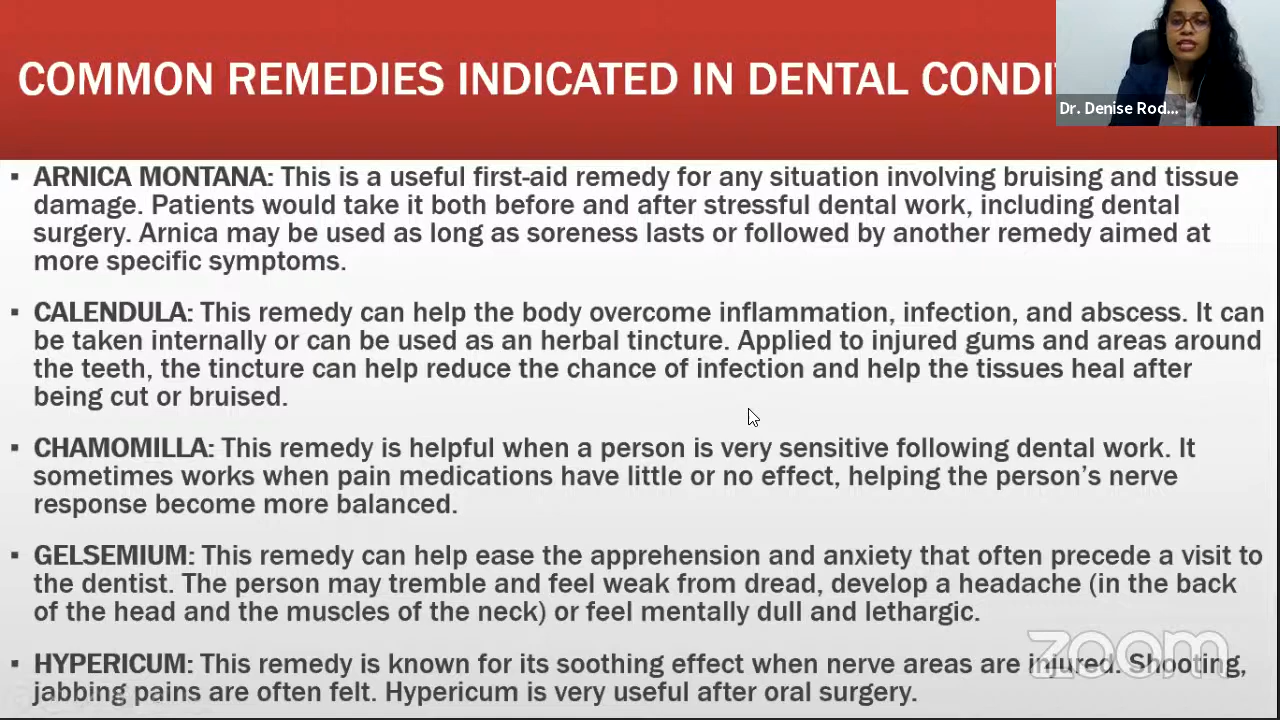 COMMON REMEDIES INDICATED IN DENTAL CONDI
Dr. Denise Rod...
▪ ARNICA MONTANA: This is a useful first-aid remedy for any situation involving bruising and tissue
damage. Patients would take it both before and after stressful dental work, including dental
surgery. Arnica may be used as long as soreness lasts or followed by another remedy aimed at
more specific symptoms.
▪ CALENDULA: This remedy can help the body overcome inflammation, infection, and abscess. It can
be taken internally or can be used as an herbal tincture. Applied to injured gums and areas around
the teeth, the tincture can help reduce the chance of infection and help the tissues heal after
being cut or bruised.
▪ CHAMOMILLA: This remedy is helpful when a person is very sensitive following dental work. It
sometimes works when pain medications have little or no effect, helping the person’s nerve
response become more balanced.
▪ GELSEMIUM: This remedy can help ease the apprehension and anxiety that often precede a visit to
the dentist. The person may tremble and feel weak from dread, develop a headache (in the back
of the head and the muscles of the neck) or feel mentally dull and lethargic.
▪ HYPERICUM: This remedy is known for its soothing effect when nerve areas are injured. Shooting,
jabbing pains are often felt. Hypericum is very useful after oral surgery.
zoom